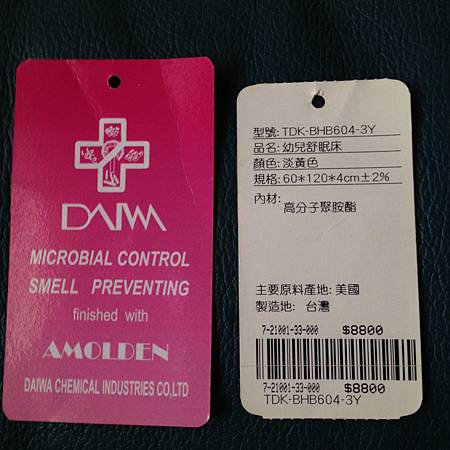 DAIWA
MICROBIAL CONTROL
SMELL PREVENTING
finished with
AMOLDEN
DAIWA CHEMICAL INDUSTRIES CO,LTD
型號: TDK-BHB604-3Y
品名: 幼兒舒眠床
顏色: 淡黃色
規格: 60*120*4cm±2%
內材:
高分子聚胺酯
主要原料產地: 美國
製造地: 台灣
7-21001-33-000 $8800
7-21001-33-000 $8800
TDK-BHB604-3Y